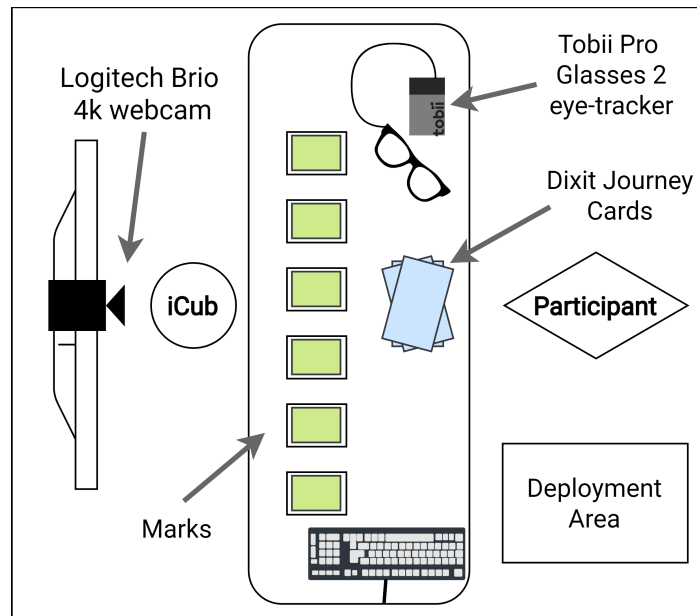 Logitech Brio
4k webcam
Tobii Pro
Glasses 2
eye-tracker
tobii
Dixit Journey
Cards
iCub
Participant
Marks
Deployment
Area